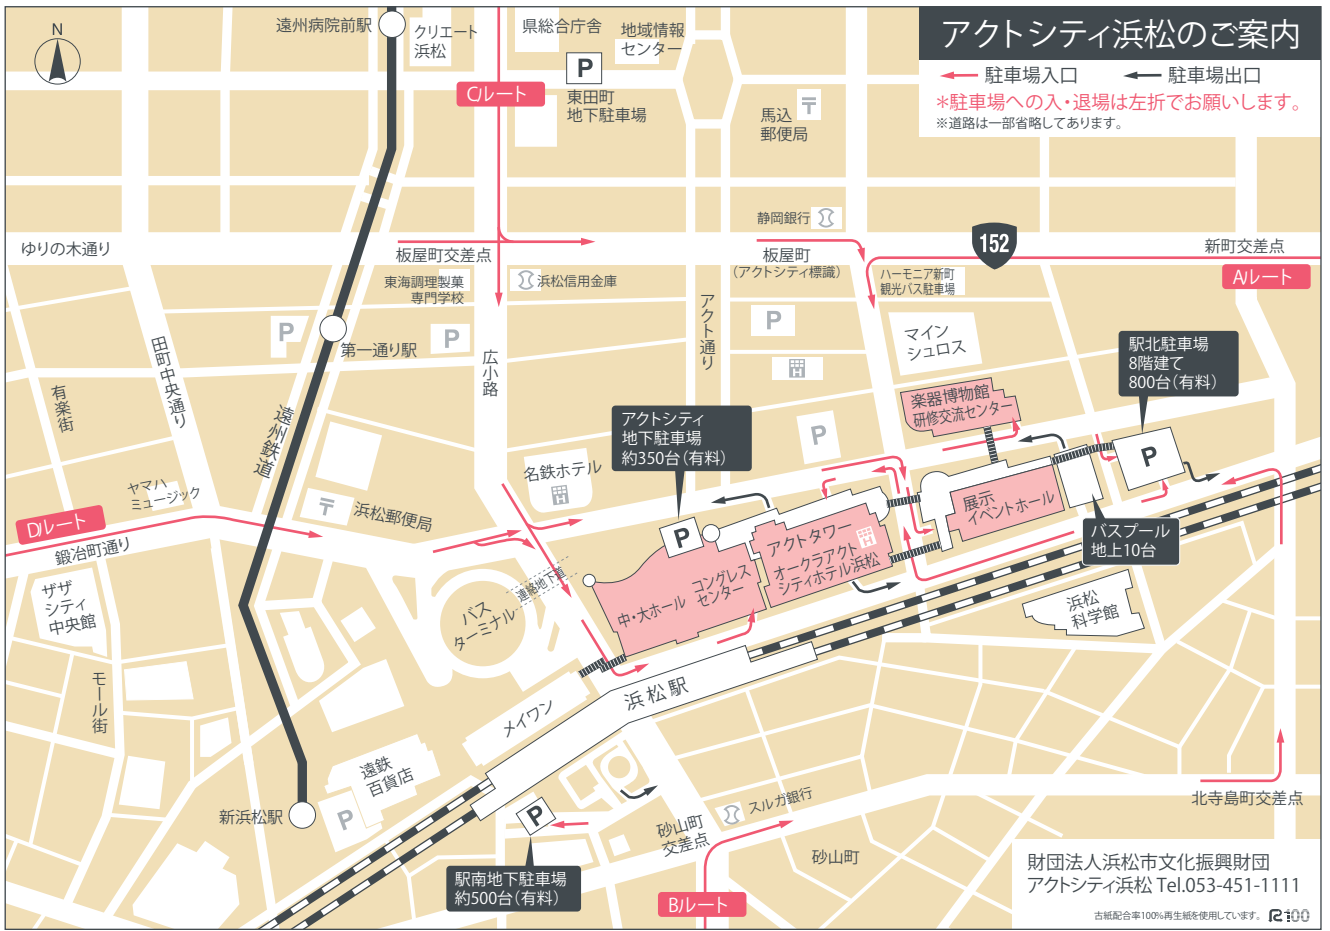 アクトシティ浜松のご案内
駐車場入口
駐車場出口
＊駐車場への入・退場は左折でお願いします。
※道路は一部省略してあります。
N
遠州病院前駅
クリエート
浜松
県総合庁舎
地域情報
センター
P
東田町
地下駐車場
Cルート
馬込
郵便局
静岡銀行
152
ゆりの木通り
板屋町交差点
板屋町
（アクトシティ標識）
新町交差点
Aルート
東海調理製菓
専門学校
浜松信用金庫
ハーモニア新町
観光バス駐車場
アクト通り
P
第一通り駅
P
広小路
P
H
マイン
シュロス
駅北駐車場
8階建て
800台（有料）
田町中央通り
有楽街
遠州鉄道
アクトシティ
地下駐車場
約350台（有料）
楽器博物館
研修交流センター
P
P
名鉄ホテル
H
ヤマハ
ミュージック
浜松郵便局
Dルート
鍛冶町通り
P
展示
イベントホール
アクトタワー
H
オークラアクト
シティホテル浜松
コングレス
センター
中・大ホール
バスプール
地上10台
連絡地下道
バス
ターミナル
ザザ
シティ
中央館
浜松
科学館
モール街
浜松駅
メイワン
遠鉄
百貨店
新浜松駅
P
P
駅南地下駐車場
約500台（有料）
砂山町
交差点
スルガ銀行
砂山町
Bルート
北寺島町交差点
財団法人浜松市文化振興財団
アクトシティ浜松 Tel.053-451-1111
古紙配合率100%再生紙を使用しています。
R100